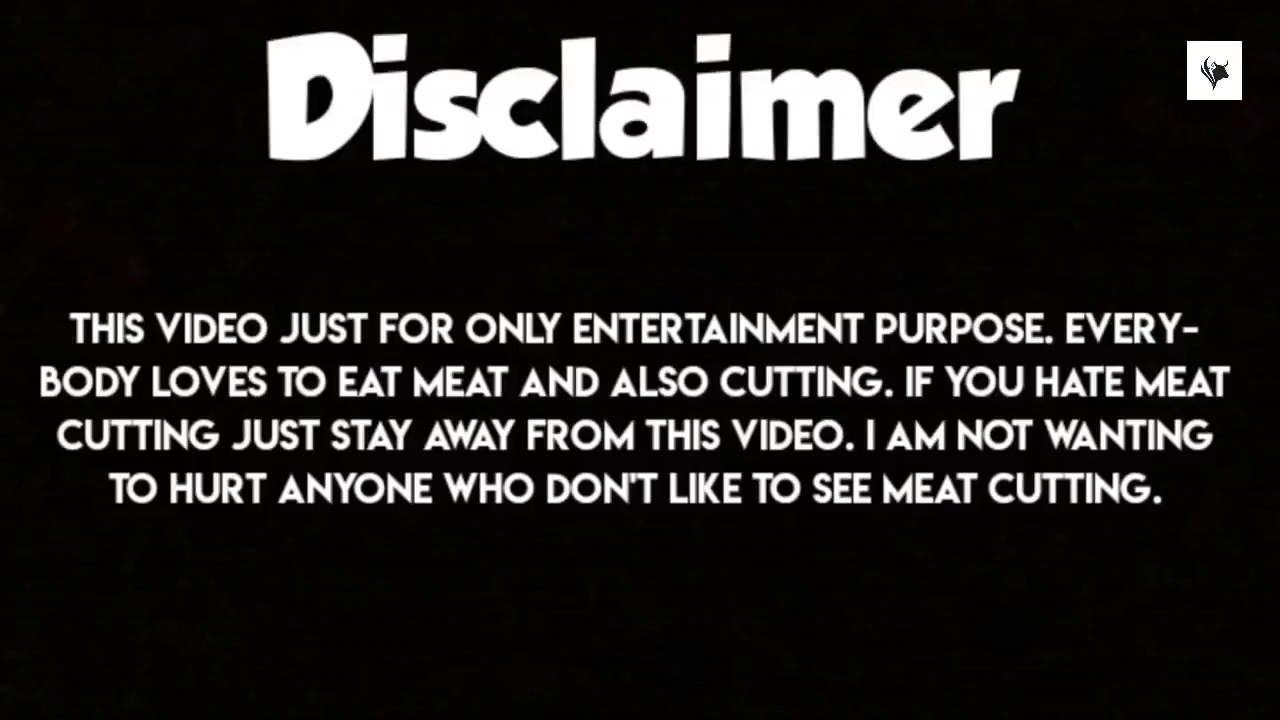 Disclaimer
THIS VIDEO JUST FOR ONLY ENTERTAINMENT PURPOSE. EVERY-
BODY LOVES TO EAT MEAT AND ALSO CUTTING. IF YOU HATE MEAT
CUTTING JUST STAY AWAY FROM THIS VIDEO. I AM NOT WANTING
TO HURT ANYONE WHO DON'T LIKE TO SEE MEAT CUTTING.